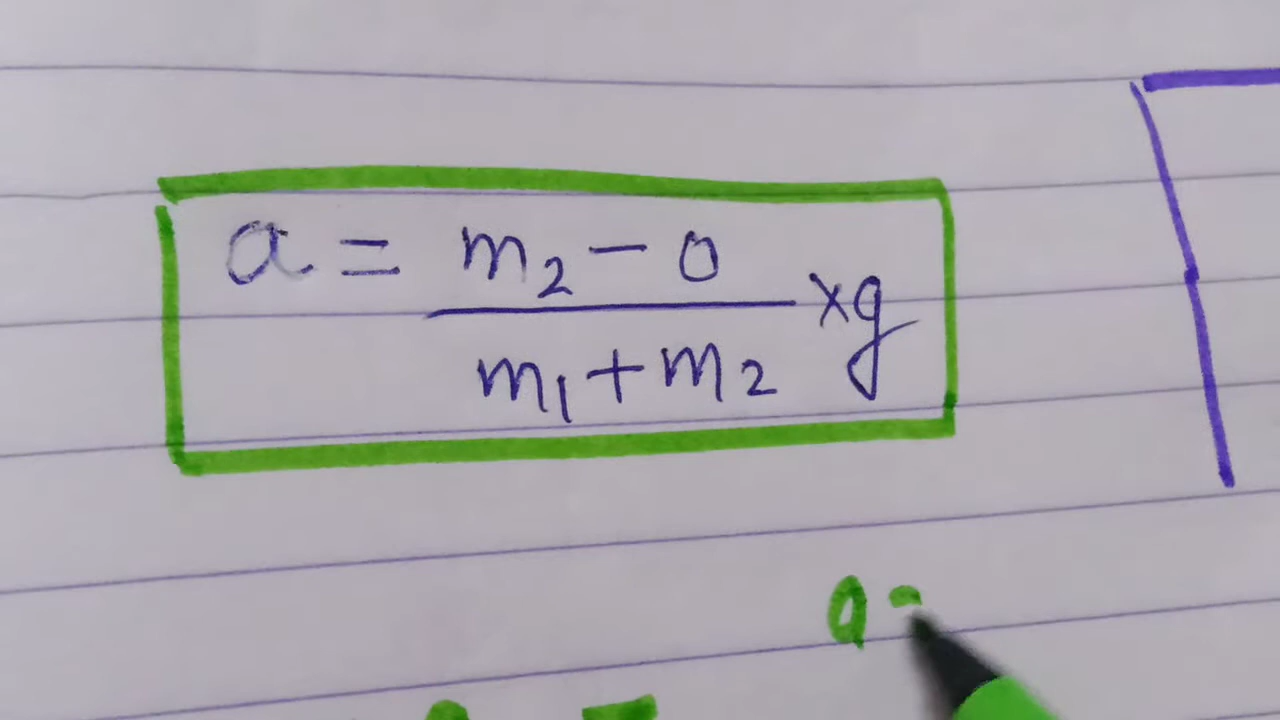 a = m₂ - 0 / m₁ + m₂ × g
a =